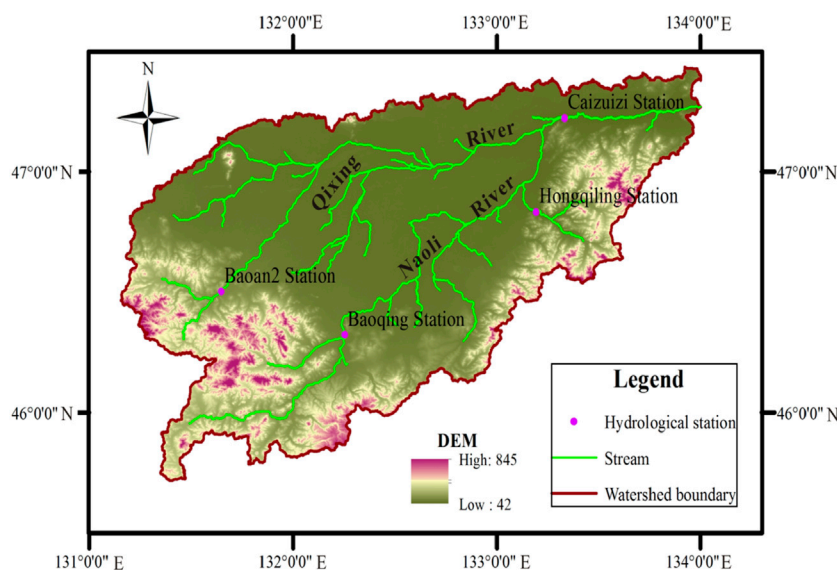 132°0'0"E 133°0'0"E 134°0'0"E
N
47°0'0"N
47°0'0"N
Caizuizi Station
River
Qixing
River
Hongqiling Station
Naoli
Baoan2 Station
Baoqing Station
46°0'0"N
46°0'0"N
Legend
Hydrological station
Stream
Watershed boundary
DEM
High: 845
Low : 42
131°0'0"E 132°0'0"E 133°0'0"E 134°0'0"E